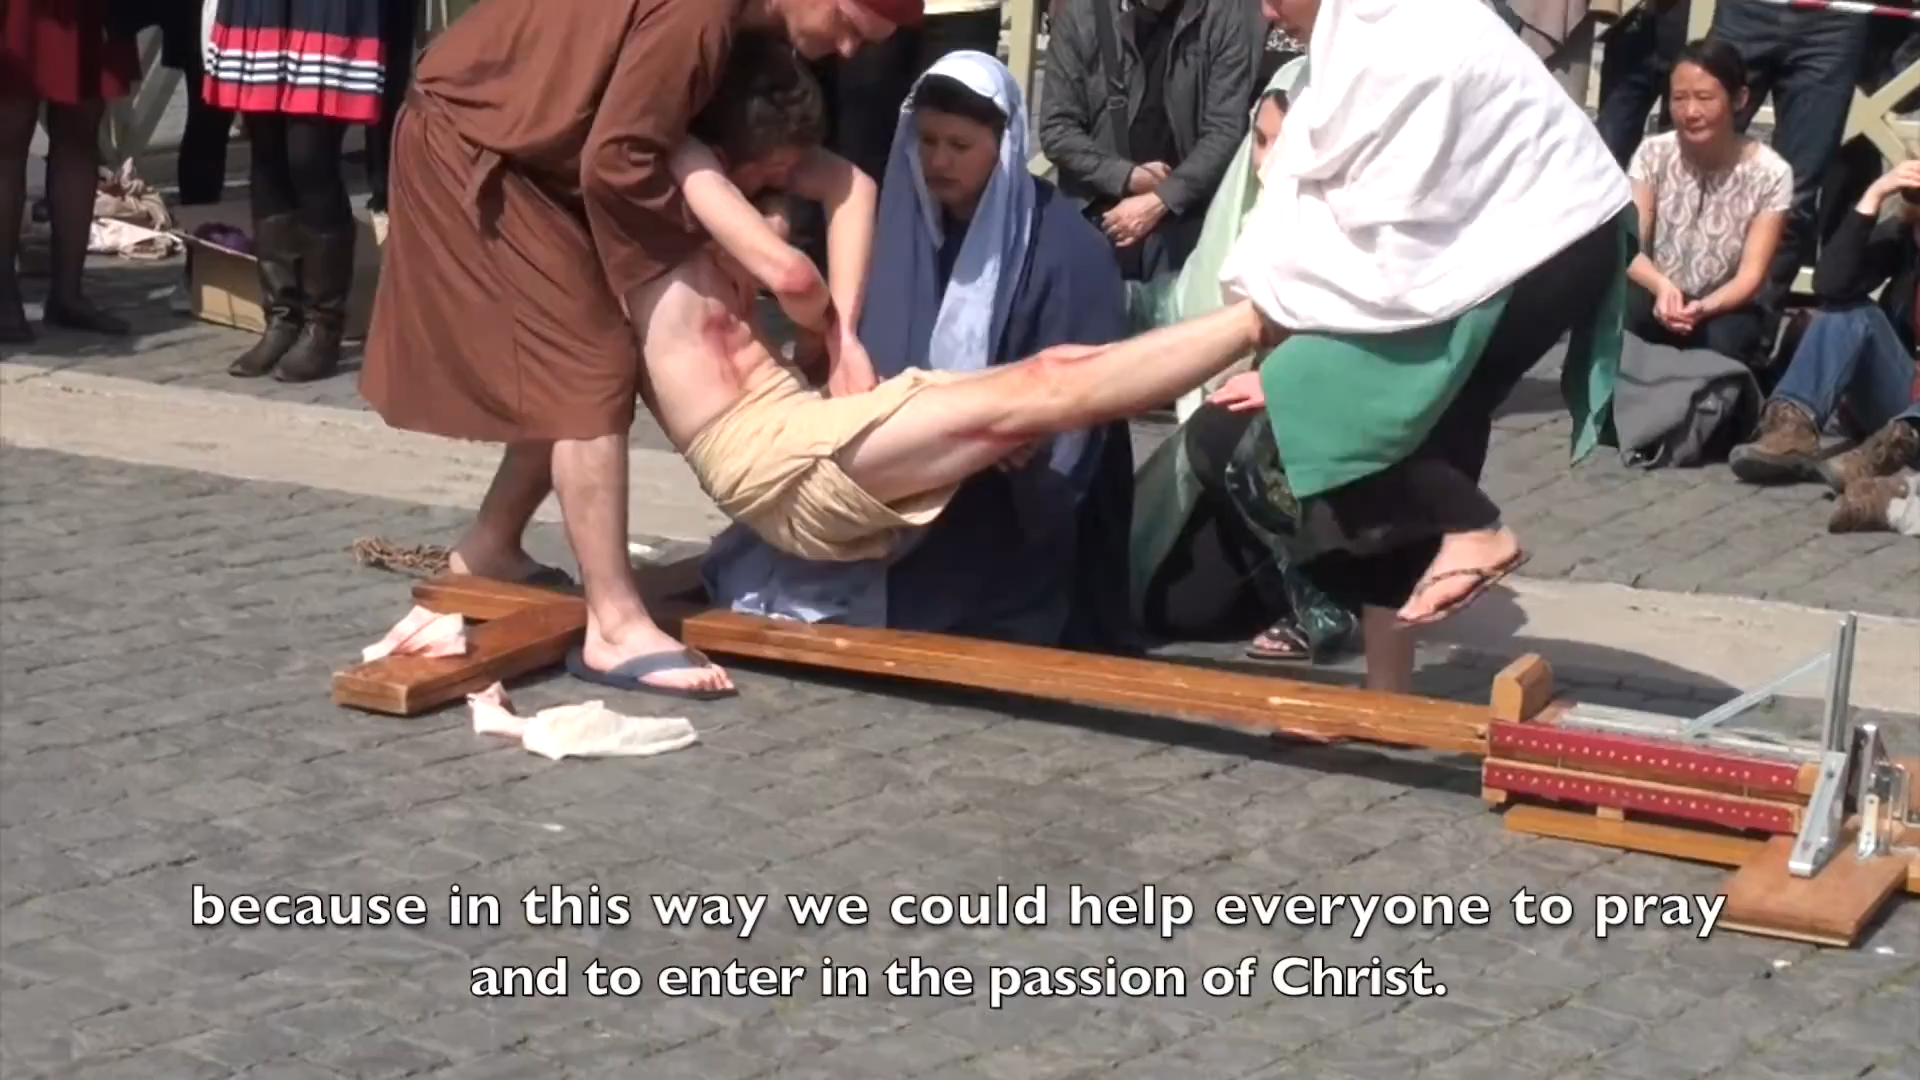 because in this way we could help everyone to pray
and to enter in the passion of Christ.